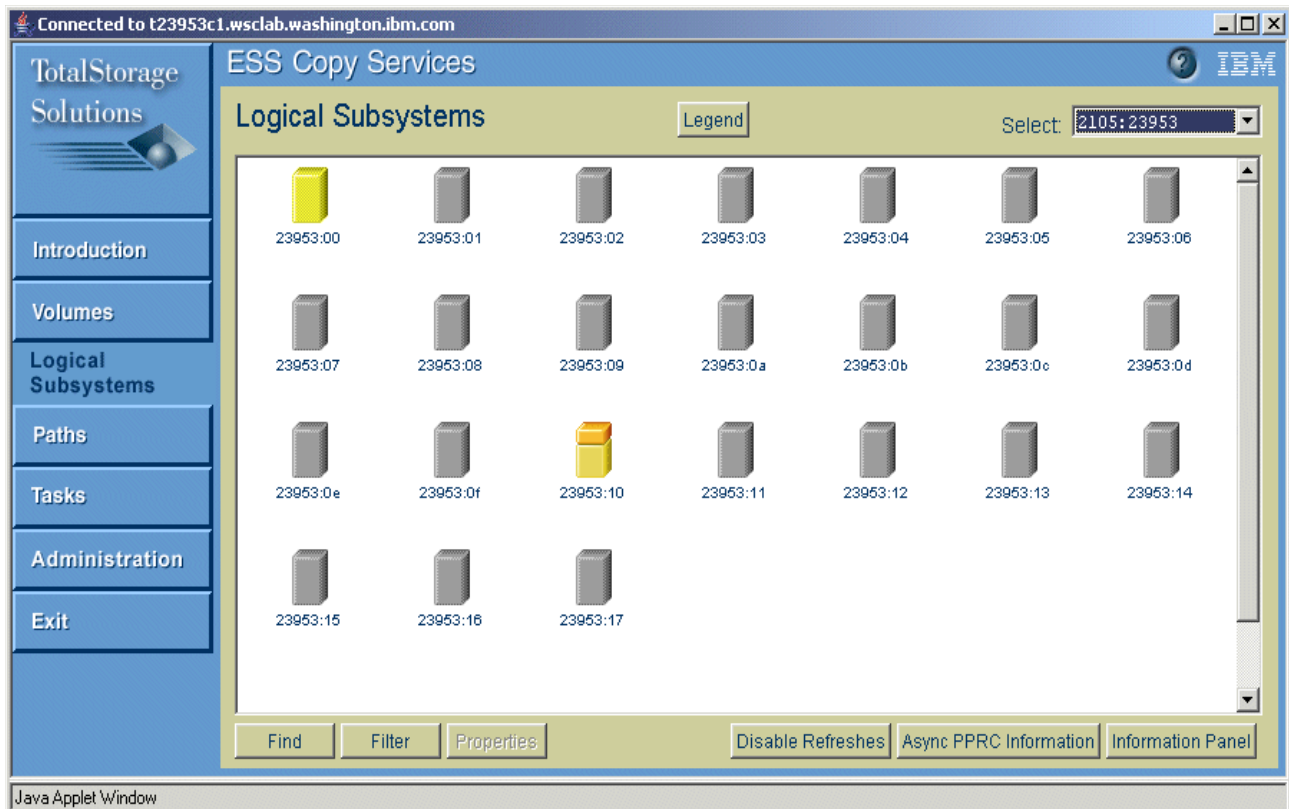 Connected to t23953c1.wsclab.washington.ibm.com
TotalStorage
Solutions
ESS Copy Services
? IBM
Logical Subsystems
Legend
Select: 2105:23953
Introduction
Volumes
Logical
Subsystems
Paths
Tasks
Administration
Exit
23953:00 23953:01 23953:02 23953:03 23953:04 23953:05 23953:06
23953:07 23953:08 23953:09 23953:0a 23953:0b 23953:0c 23953:0d
23953:0e 23953:0f 23953:10 23953:11 23953:12 23953:13 23953:14
23953:15 23953:16 23953:17
Find Filter Properties Disable Refreshes Async PPRC Information Information Panel
Java Applet Window